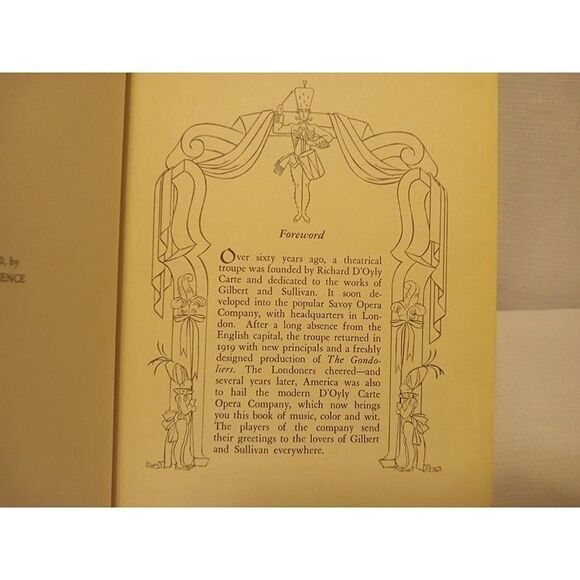 0, by
ENCE
Foreword
Over sixty years ago, a theatrical
troupe was founded by Richard D'Oyly
Carte and dedicated to the works of
Gilbert and Sullivan. It soon de-
veloped into the popular Savoy Opera
Company, with headquarters in Lon-
don. After a long absence from the
English capital, the troupe returned in
1919 with new principals and a freshly
designed production of The Gondo-
liers. The Londoners cheered—and
several years later, America was also
to hail the modern D'Oyly Carte
Opera Company, which now brings
you this book of music, color and wit.
The players of the company send
their greetings to the lovers of Gilbert
and Sullivan everywhere.